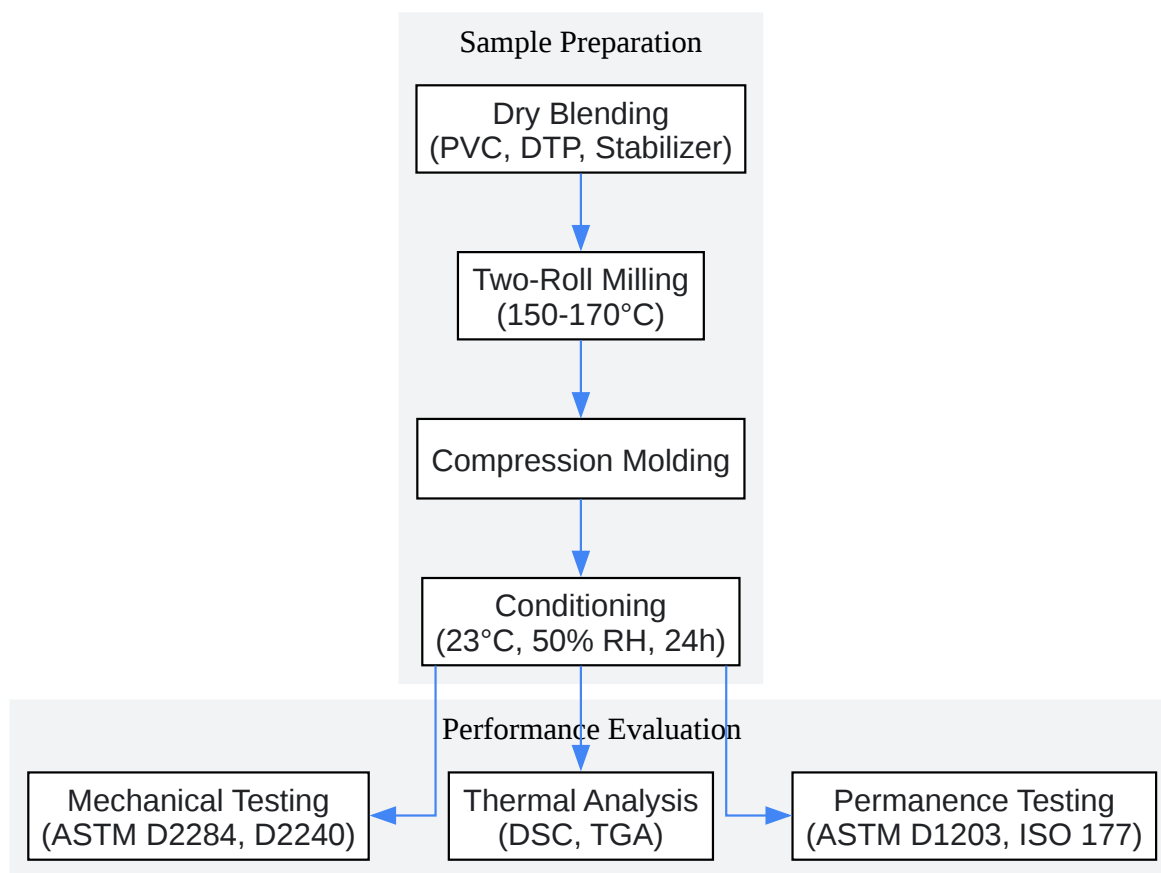 Sample Preparation
Dry Blending
(PVC, DTP, Stabilizer)
Two-Roll Milling
(150-170°C)
Compression Molding
Conditioning
(23°C, 50% RH, 24h)
Performance Evaluation
Mechanical Testing
(ASTM D2284, D2240)
Thermal Analysis
(DSC, TGA)
Permanence Testing
(ASTM D1203, ISO 177)